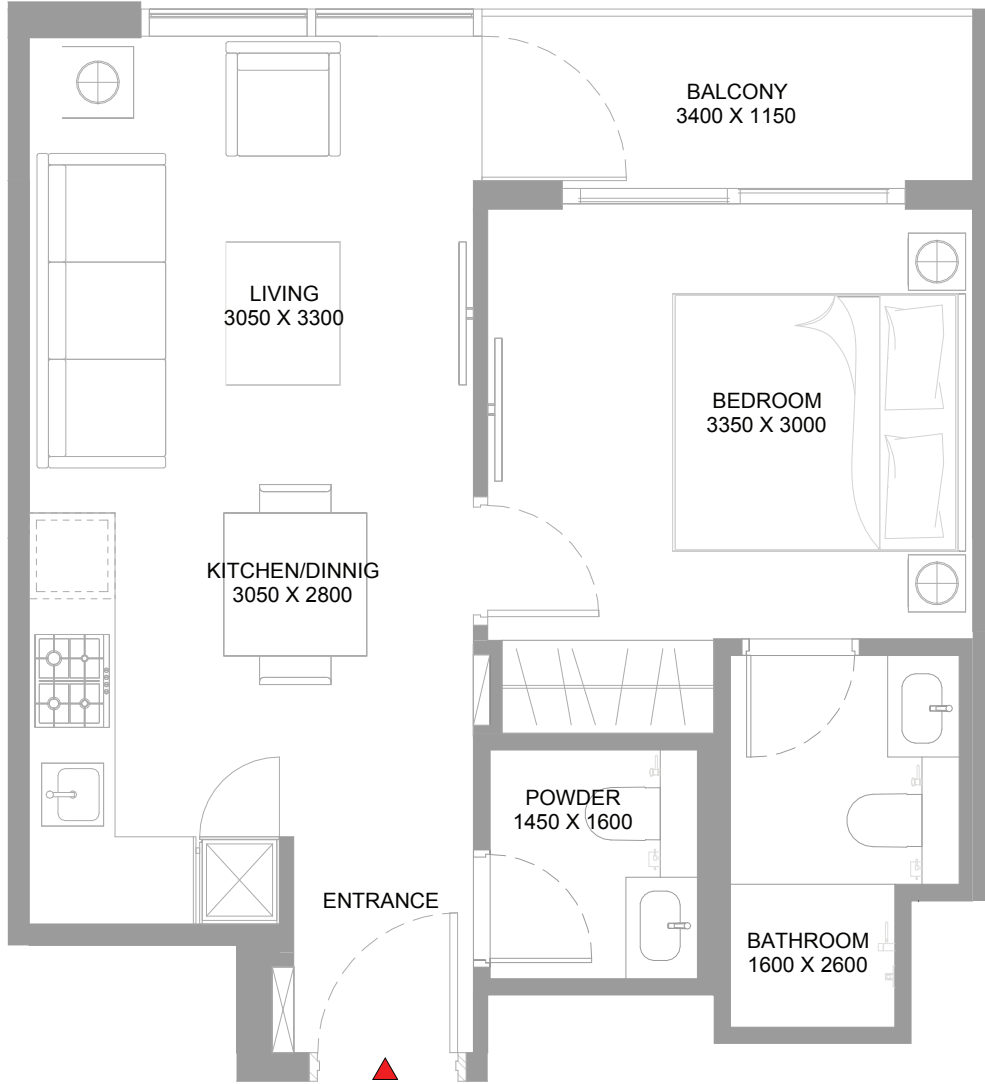 BALCONY
3400 X 1150
LIVING
3050 X 3300
BEDROOM
3350 X 3000
KITCHEN/DINNIG
3050 X 2800
POWDER
1450 X 1600
ENTRANCE
BATHROOM
1600 X 2600